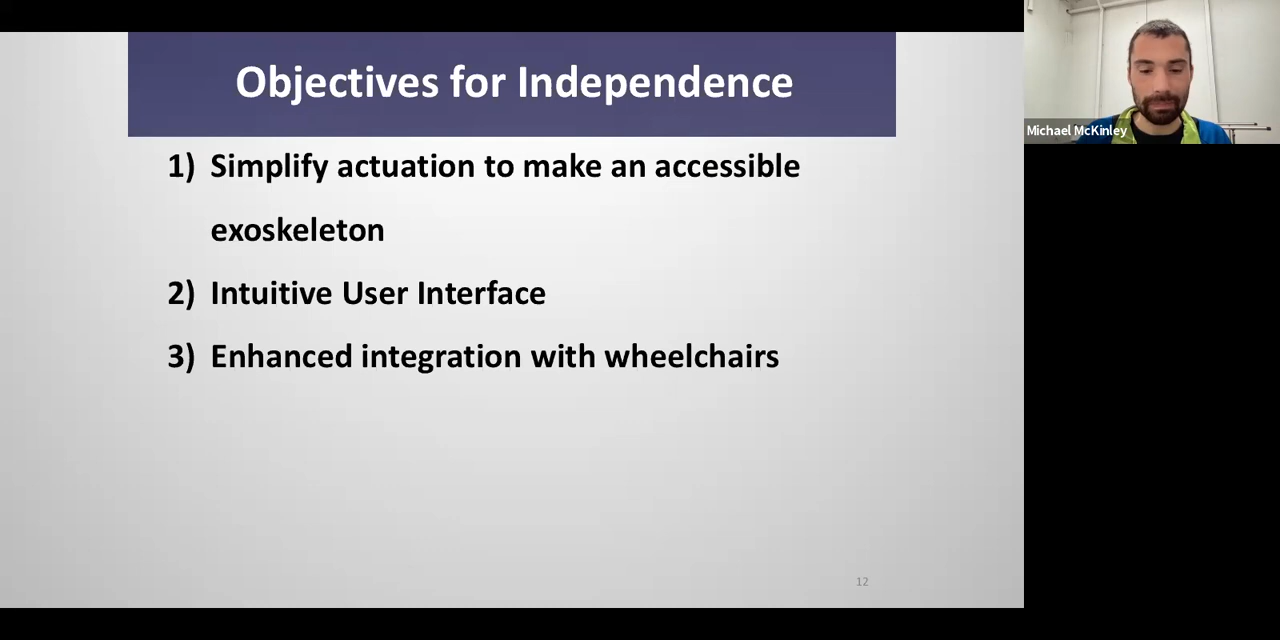 Objectives for Independence
1) Simplify actuation to make an accessible
exoskeleton
2) Intuitive User Interface
3) Enhanced integration with wheelchairs
12
Michael McKinley